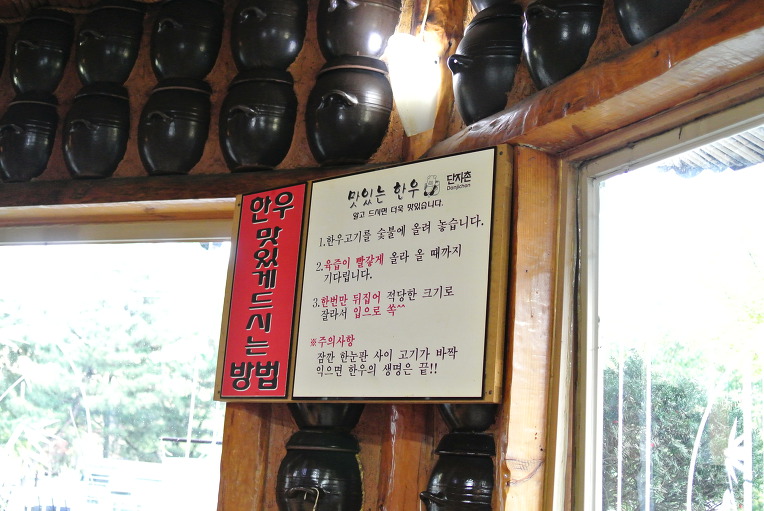 한우
맛있게
드시는
방법
맛있는 한우 단지촌
Danjichon
알고 드시면 더욱 맛있습니다.
1.한우고기를 숯불에 올려 놓습니다.
2.육즙이 빨갛게 올라 올 때까지
기다립니다.
3.한번만 뒤집어 적당한 크기로
잘라서 입으로 쏙^^
※주의사항
잠깐 한눈판 사이 고기가 바짝
익으면 한우의 생명은 끝!!